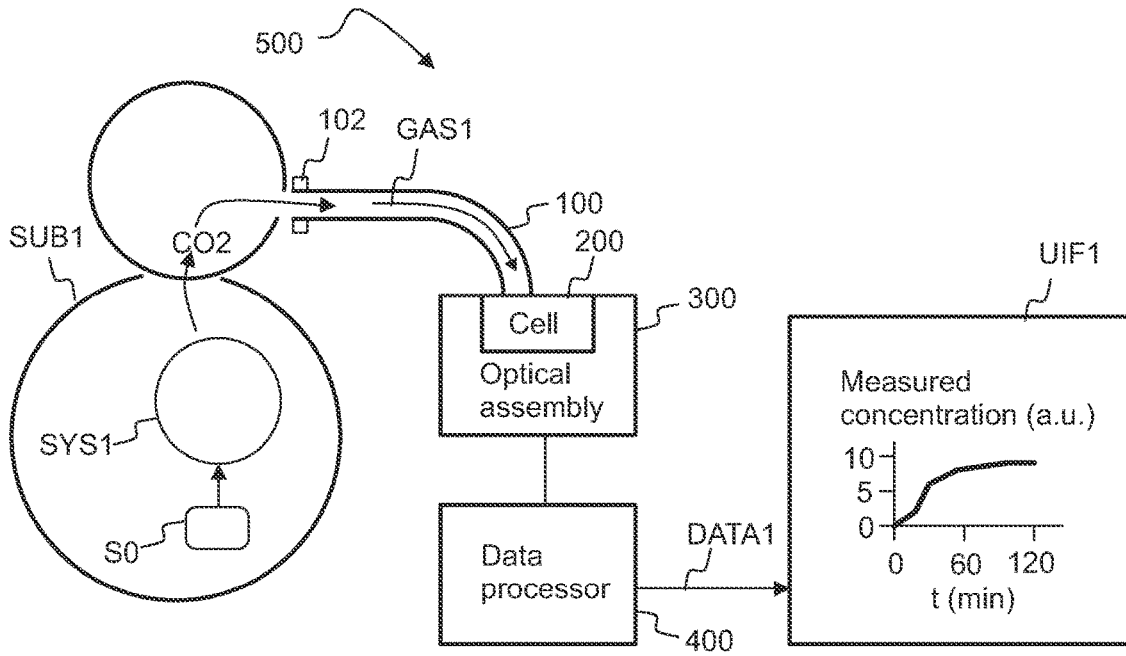 500
102
GAS1
100
200
SUB1
CO2
UIF1
300
Cell
Optical
assembly
Measured
concentration (a.u.)
SYS1
10
5
0
S0
DATA1
0 60 120
Data
processor
t (min)
400